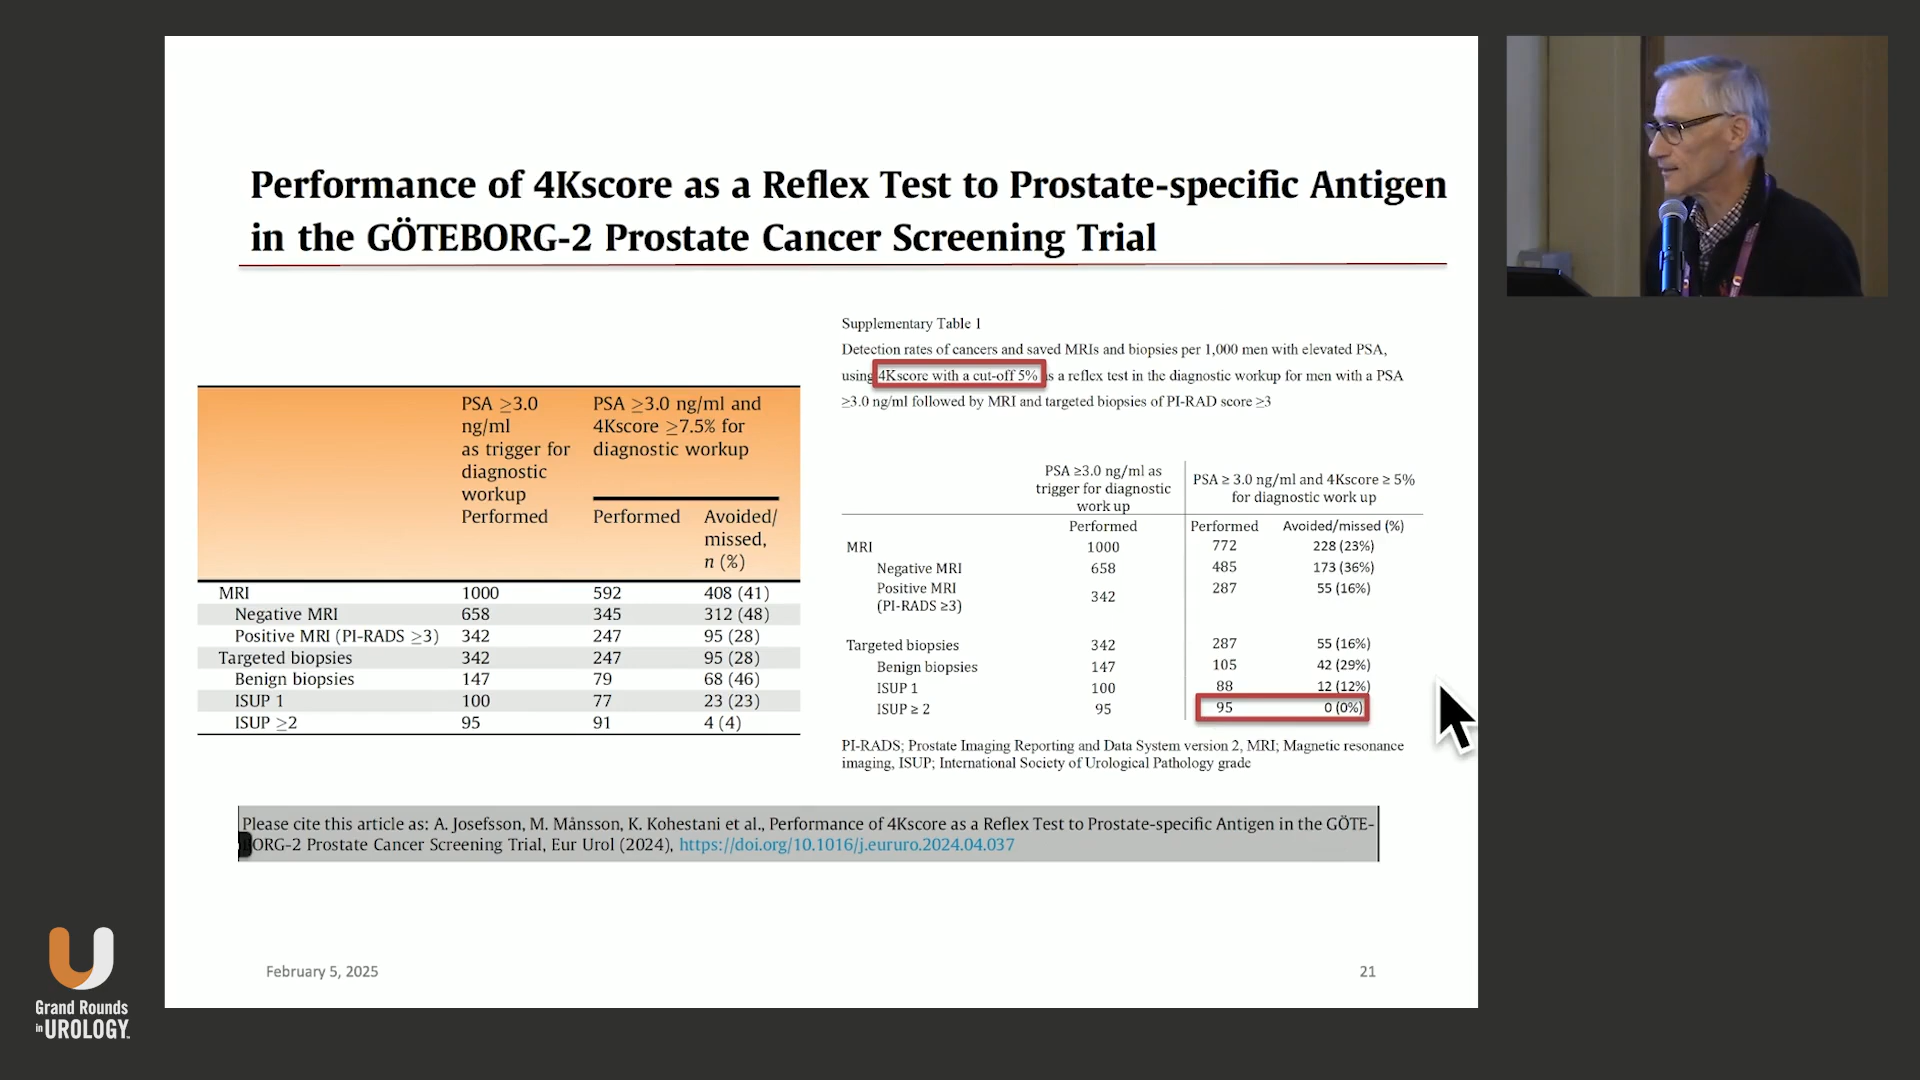 Performance of 4Kscore as a Reflex Test to Prostate-specific Antigen
in the GÖTEBORG-2 Prostate Cancer Screening Trial
PSA ≥3.0
ng/ml
as trigger for
diagnostic
workup
Performed
PSA ≥3.0 ng/ml and
4Kscore ≥7.5% for
diagnostic workup
Performed
Avoided/
missed,
n (%)
MRI 1000 592 408 (41)
Negative MRI 658 345 312 (48)
Positive MRI (PI-RADS ≥3) 342 247 95 (28)
Targeted biopsies 342 247 95 (28)
Benign biopsies 147 79 68 (46)
ISUP 1 100 77 23 (23)
ISUP ≥2 95 91 4 (4)
Supplementary Table 1
Detection rates of cancers and saved MRIs and biopsies per 1,000 men with elevated PSA,
using 4Kscore with a cut-off 5% as a reflex test in the diagnostic workup for men with a PSA
≥3.0 ng/ml followed by MRI and targeted biopsies of PI-RAD score ≥3
PSA ≥3.0 ng/ml as
trigger for diagnostic
work up
PSA ≥ 3.0 ng/ml and 4Kscore ≥ 5%
for diagnostic work up
Performed Performed Avoided/missed (%)
MRI 1000 772 228 (23%)
Negative MRI 658 485 173 (36%)
Positive MRI
(PI-RADS ≥3) 342 287 55 (16%)
Targeted biopsies 342 287 55 (16%)
Benign biopsies 147 105 42 (29%)
ISUP 1 100 88 12 (12%)
ISUP ≥ 2 95 95 0 (0%)
PI-RADS; Prostate Imaging Reporting and Data System version 2, MRI; Magnetic resonance
imaging, ISUP; International Society of Urological Pathology grade
Please cite this article as: A. Josefsson, M. Månsson, K. Kohestani et al., Performance of 4Kscore as a Reflex Test to Prostate-specific Antigen in the GÖTE-
BORG-2 Prostate Cancer Screening Trial, Eur Urol (2024), https://doi.org/10.1016/j.eururo.2024.04.037
February 5, 2025
21
Grand Rounds
in UROLOGY